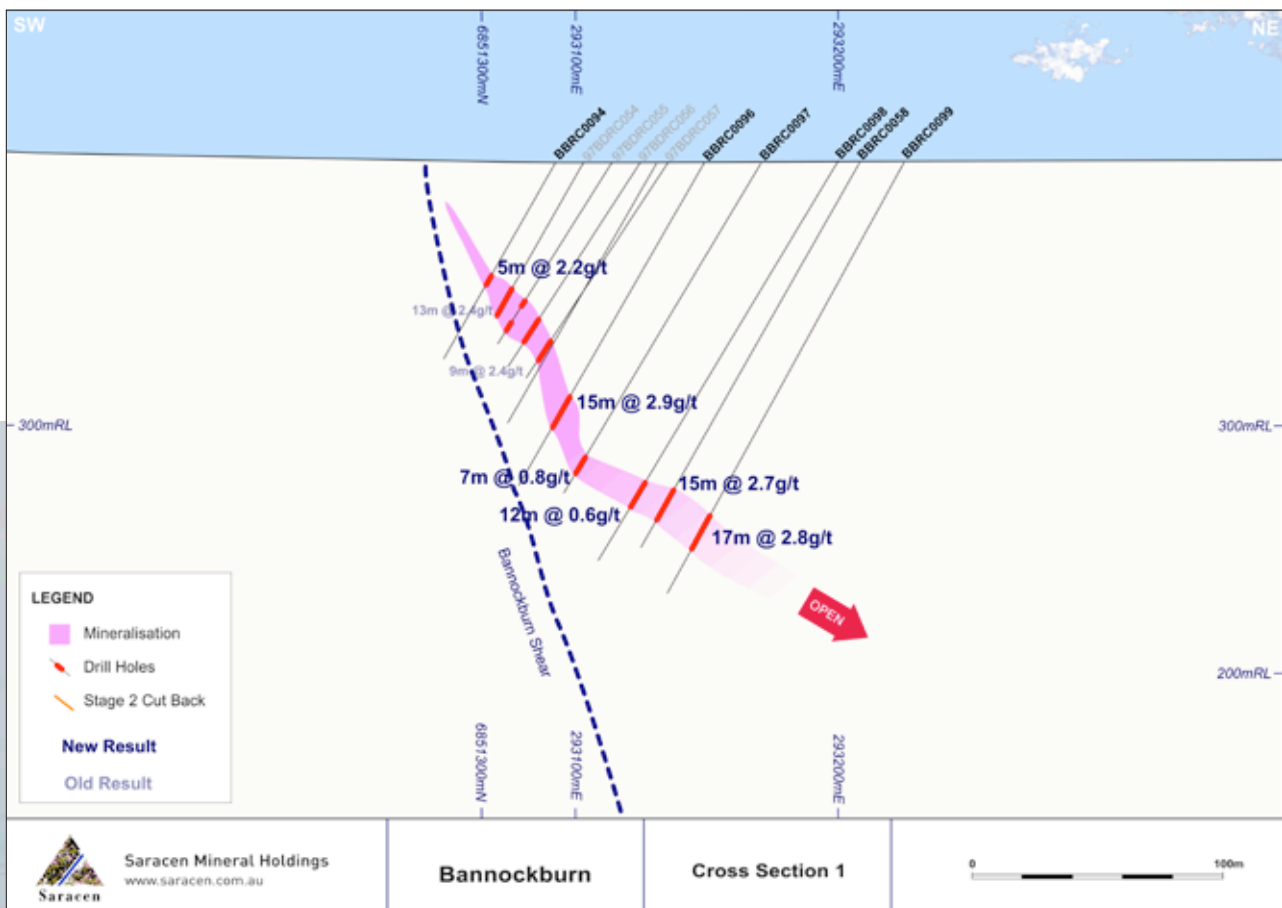 SW
NE
6851300mN
293100mE
293200mE
BBRC0094
97BDRC054
97BDRC055
97BDRC056
97BDRC057
BBRC0096
BBRC0097
BBRC0098
BBRC0058
BBRC0099
5m @ 2.2g/t
13m @ 2.4g/t
9m @ 2.4g/t
15m @ 2.9g/t
300mRL
300mRL
7m @ 0.8g/t
15m @ 2.7g/t
12m @ 0.6g/t
17m @ 2.8g/t
Bannockburn Shear
OPEN
200mRL
LEGEND
Mineralisation
Drill Holes
Stage 2 Cut Back
New Result
Old Result
6851300mN
293100mE
293200mE
Saracen
Saracen Mineral Holdings
www.saracen.com.au
Bannockburn
Cross Section 1
0
100m